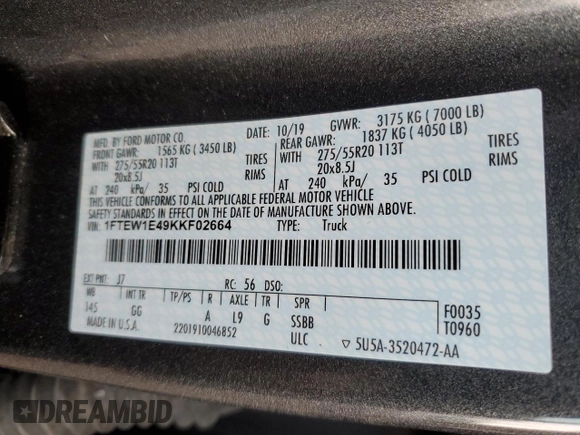 MFD. BY FORD MOTOR CO.
DATE: 10/19 GVWR: 3175 KG ( 7000 LB)
FRONT GAWR: 1565 KG ( 3450 LB)
REAR GAWR: 1837 KG ( 4050 LB)
WITH 275/55R20 113T TIRES
WITH 275/55R20 113T TIRES
20x8.5J RIMS
20x8.5J RIMS
AT 240 kPa/ 35 PSI COLD
AT 240 kPa/ 35 PSI COLD
THIS VEHICLE CONFORMS TO ALL APPLICABLE FEDERAL MOTOR VEHICLE
SAFETY STANDARDS IN EFFECT ON THE DATE OF MANUFACTURE SHOWN ABOVE.
VIN: 1FTEW1E49KKF02664 TYPE: Truck
EXT PNT: J7 RC: 56 DSO:
WB INT TR TP/PS R AXLE TR SPR
145 GG A L9 G SSBB
F0035
T0960
MADE IN U.S.A. 2201910046852 ULC
▽ 5U5A-3520472-AA
DREAMBID